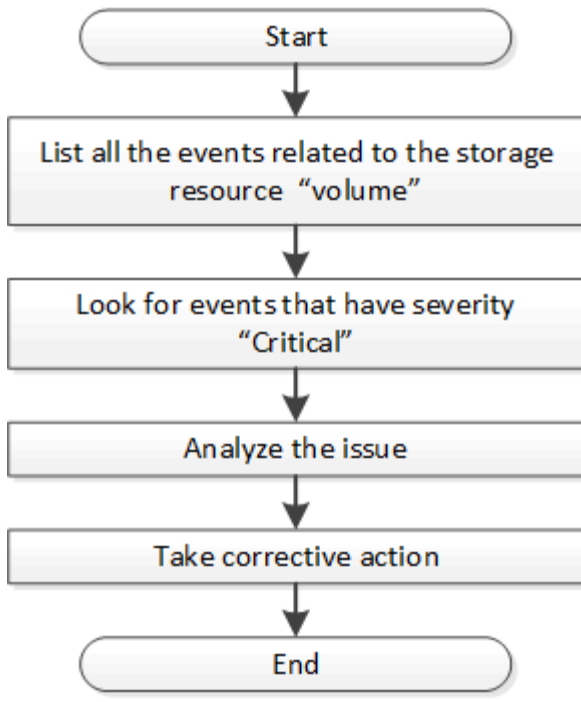 Start
List all the events related to the storage
resource “volume”
Look for events that have severity
“Critical”
Analyze the issue
Take corrective action
End